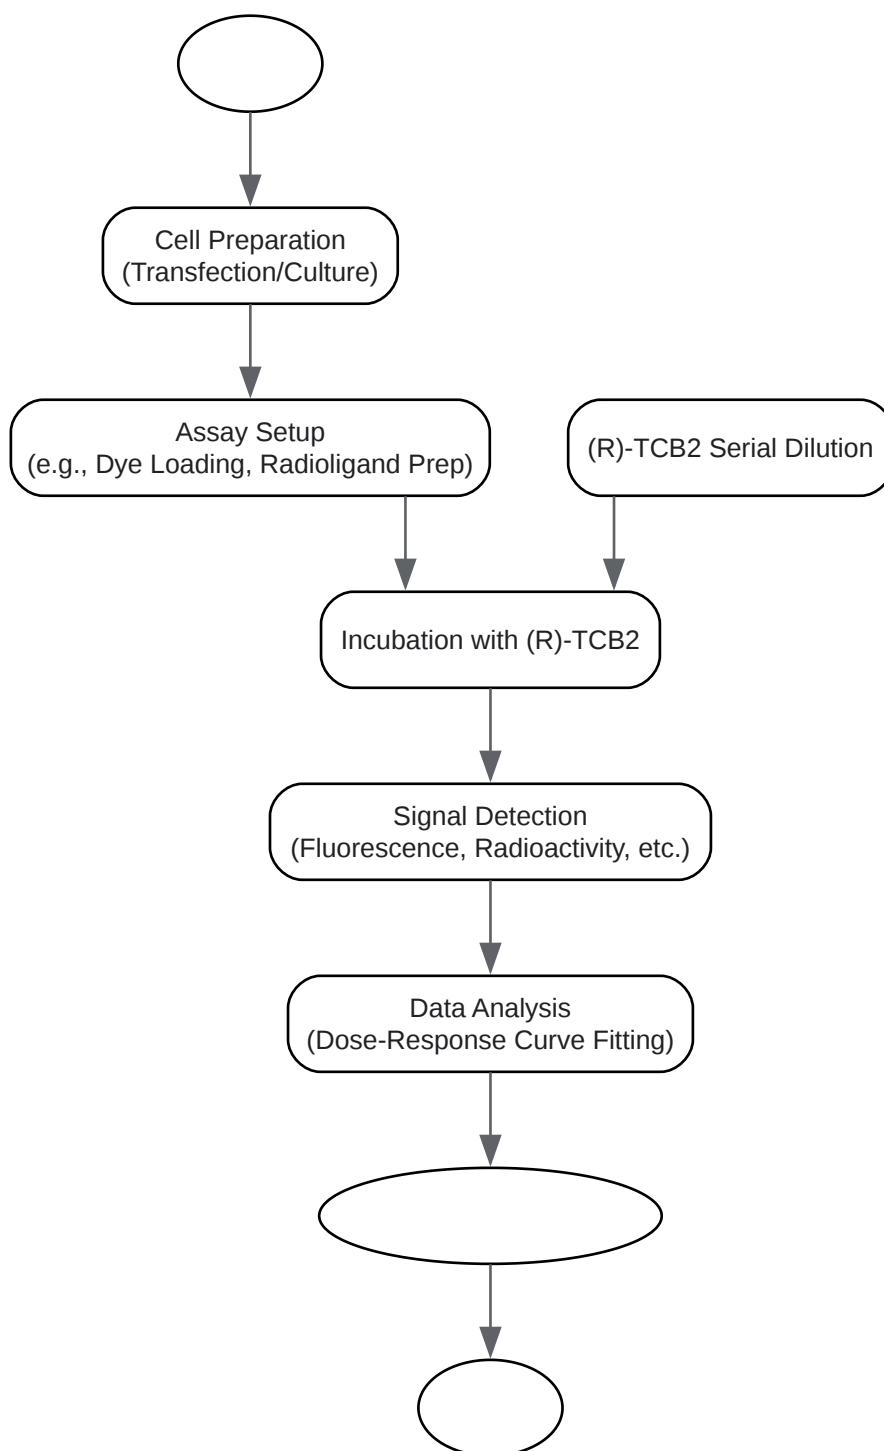 Cell Preparation
(Transfection/Culture)
Assay Setup
(e.g., Dye Loading, Radioligand Prep)
(R)-TCB2 Serial Dilution
Incubation with (R)-TCB2
Signal Detection
(Fluorescence, Radioactivity, etc.)
Data Analysis
(Dose-Response Curve Fitting)